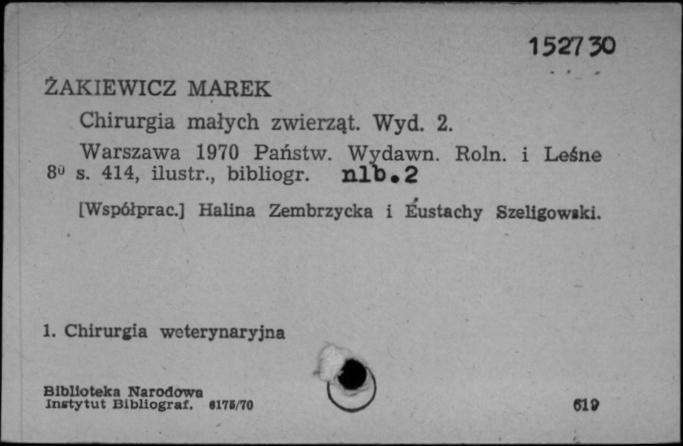 152730
ŻAKIEWICZ MAREK
Chirurgia małych zwierząt. Wyd. 2.
Warszawa 1970 Państw. Wydawn. Roln. i Leśne
8⁰ s. 414, ilustr., bibliogr. nlb.2
[Współprac.] Halina Zembrzycka i Eustachy Szeligowski.
1. Chirurgia weterynaryjna
Biblioteka Narodowa
Instytut Bibliograf. 6175/70 619